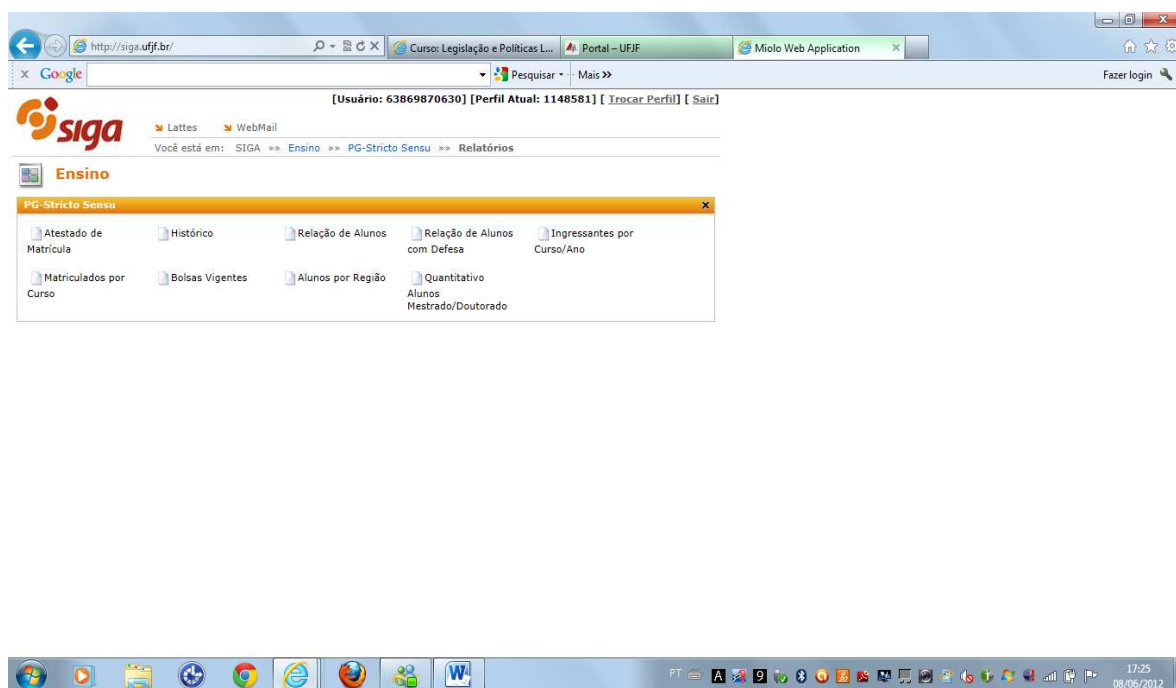 http://siga.ufjf.br/
Curso: Legislação e Políticas L...
Portal – UFJF
Miolo Web Application
x Google
Pesquisar
Mais »
Fazer login
siga
[Usuário: 63869870630] [Perfil Atual: 1148581] [ Trocar Perfil] [ Sair]
Lattes WebMail
Você está em: SIGA »» Ensino »» PG-Stricto Sensu »» Relatórios
Ensino
PG-Stricto Sensu
Atestado de
Matrícula
Histórico
Relação de Alunos
Relação de Alunos
com Defesa
Ingressantes por
Curso/Ano
Matriculados por
Curso
Bolsas Vigentes
Alunos por Região
Quantitativo
Alunos
Mestrado/Doutorado
PT
A
9
W
17:25
08/06/2012